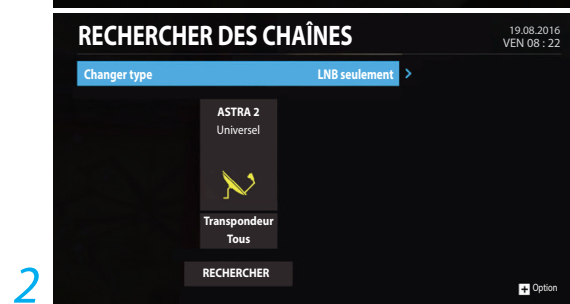 RECHERCHER DES CHAÎNES
19.08.2016
VEN 08 : 22
Changer type LNB seulement >
ASTRA 2
Universel
Transpondeur
Tous
RECHERCHER
2
+ Option